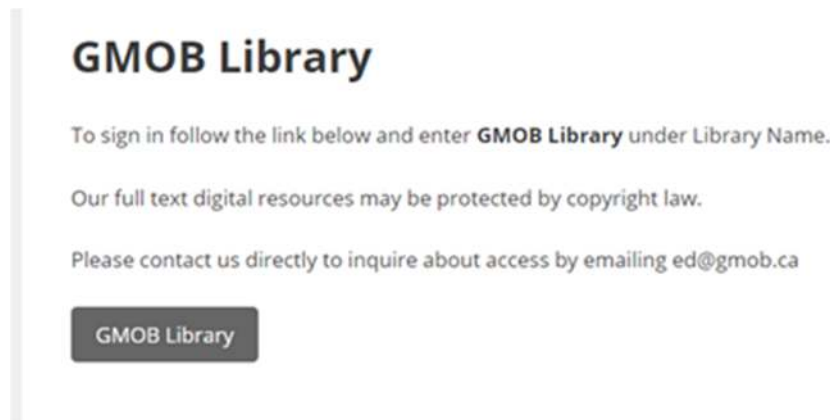 GMOB Library
To sign in follow the link below and enter GMOB Library under Library Name.
Our full text digital resources may be protected by copyright law.
Please contact us directly to inquire about access by emailing ed@gmob.ca
GMOB Library